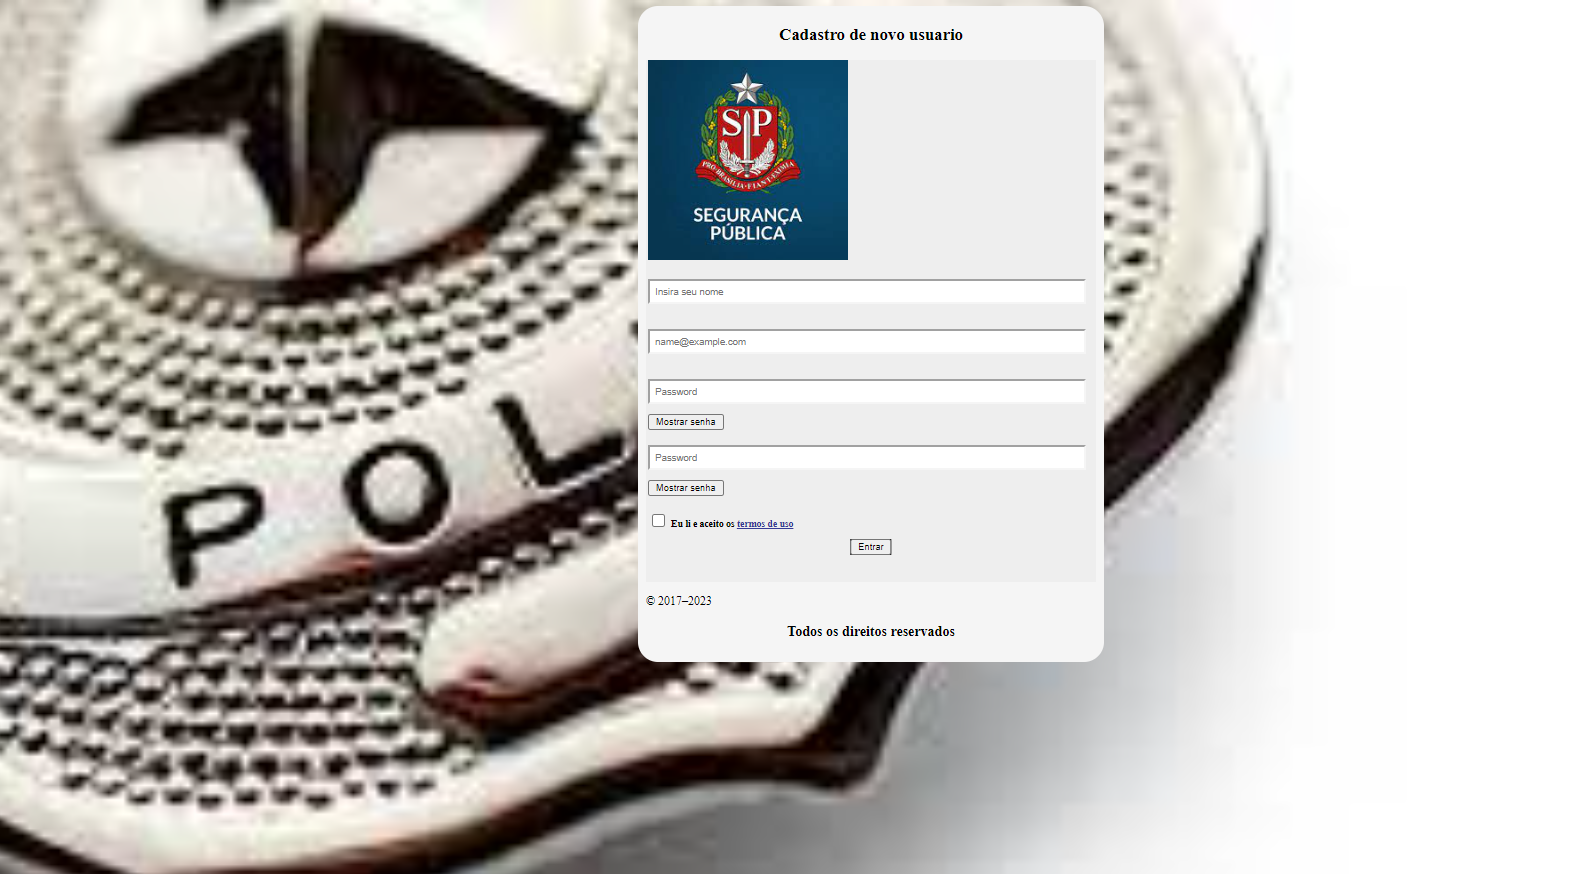 Cadastro de novo usuario
SP
PRO·BRASILIA·FIANT·EXIMIA
SEGURANÇA
PÚBLICA
Insira seu nome
name@example.com
Password
Mostrar senha
Password
Mostrar senha
Eu li e aceito os termos de uso
Entrar
© 2017–2023
Todos os direitos reservados
POL